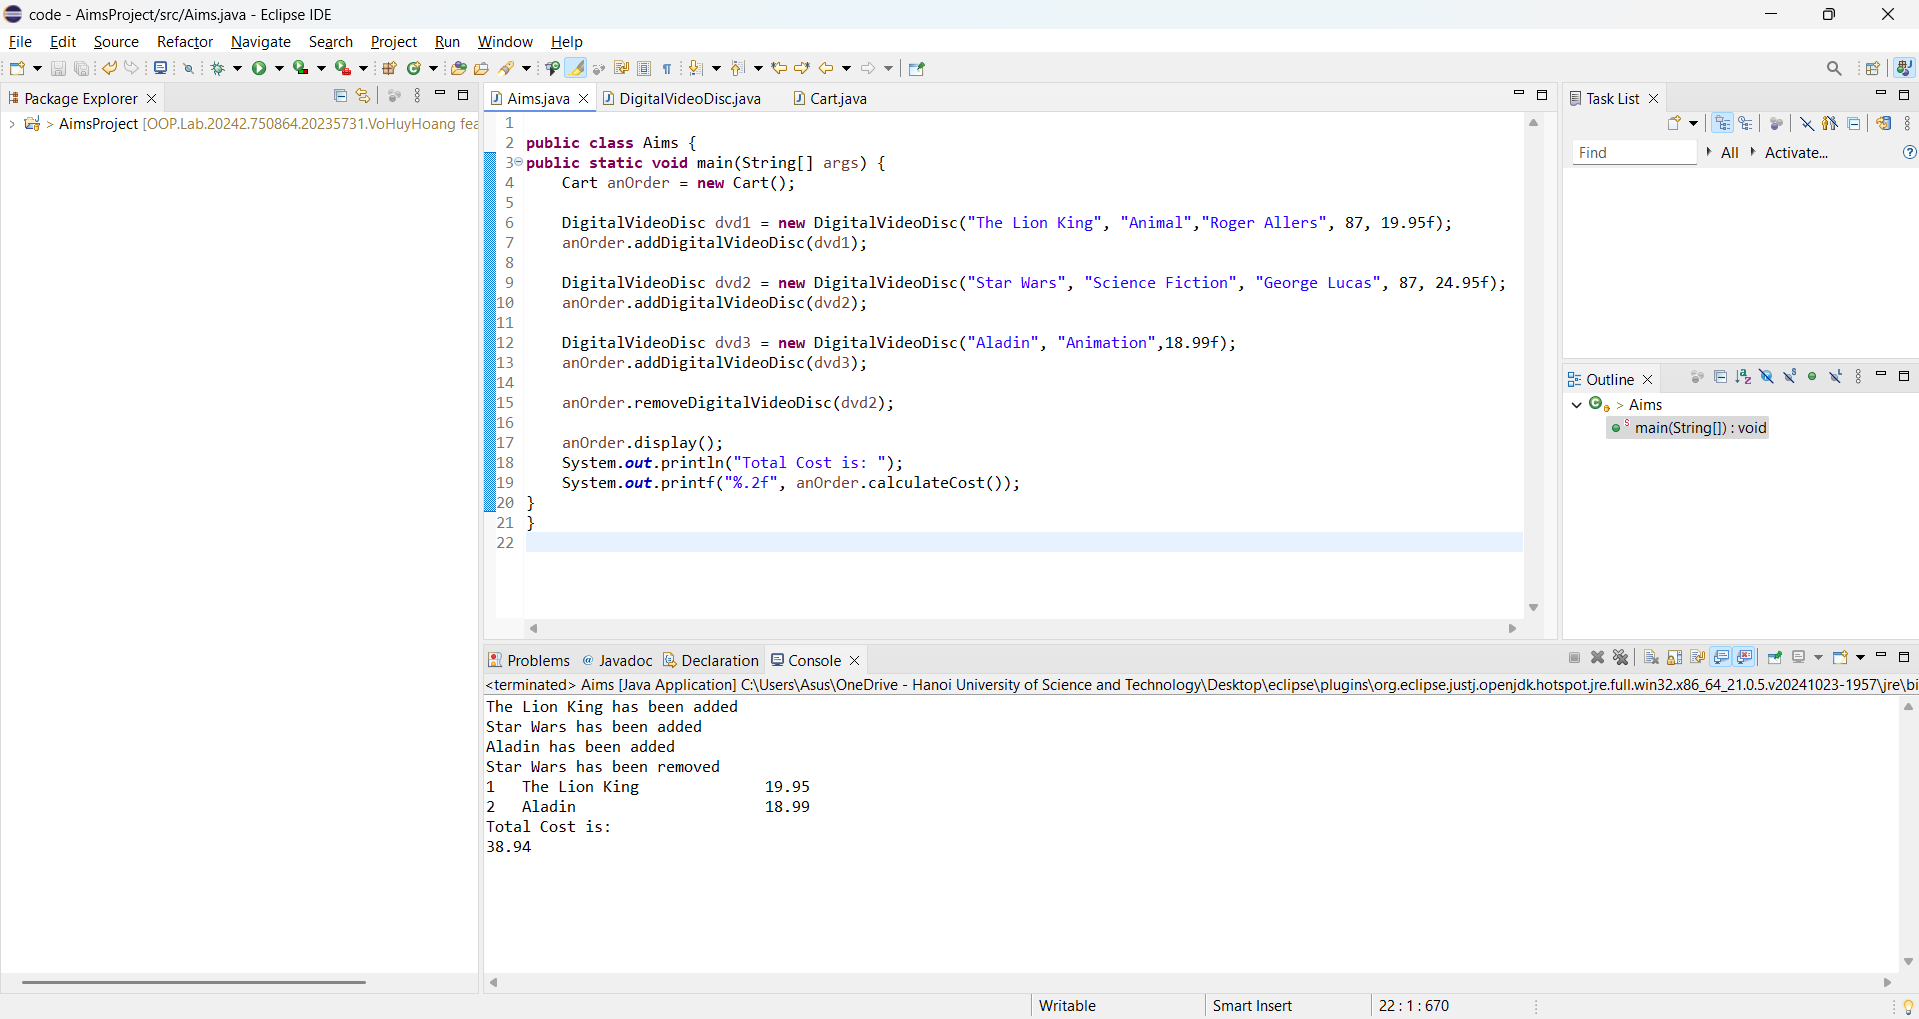 code - AimsProject/src/Aims.java - Eclipse IDE
File Edit Source Refactor Navigate Search Project Run Window Help
Package Explorer
> AimsProject [OOP.Lab.20242.750864.20235731.VoHuyHoang fea
Aims.java DigitalVideoDisc.java Cart.java
1
2 public class Aims {
3 public static void main(String[] args) {
4 Cart anOrder = new Cart();
5
6 DigitalVideoDisc dvd1 = new DigitalVideoDisc("The Lion King", "Animal","Roger Allers", 87, 19.95f);
7 anOrder.addDigitalVideoDisc(dvd1);
8
9 DigitalVideoDisc dvd2 = new DigitalVideoDisc("Star Wars", "Science Fiction", "George Lucas", 87, 24.95f);
10 anOrder.addDigitalVideoDisc(dvd2);
11
12 DigitalVideoDisc dvd3 = new DigitalVideoDisc("Aladin", "Animation",18.99f);
13 anOrder.addDigitalVideoDisc(dvd3);
14
15 anOrder.removeDigitalVideoDisc(dvd2);
16
17 anOrder.display();
18 System.out.println("Total Cost is: ");
19 System.out.printf("%.2f", anOrder.calculateCost());
20 }
21 }
22
Task List
Find All Activate...
Outline
> Aims
main(String[]) : void
Problems @ Javadoc Declaration Console
<terminated> Aims [Java Application] C:\Users\Asus\OneDrive - Hanoi University of Science and Technology\Desktop\eclipse\plugins\org.eclipse.justj.openjdk.hotspot.jre.full.win32.x86_64_21.0.5.v20241023-1957\jre\bi
The Lion King has been added
Star Wars has been added
Aladin has been added
Star Wars has been removed
1 The Lion King 19.95
2 Aladin 18.99
Total Cost is:
38.94
Writable Smart Insert 22 : 1 : 670